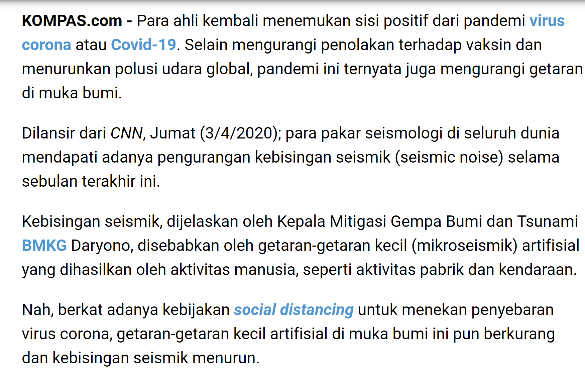 KOMPAS.com - Para ahli kembali menemukan sisi positif dari pandemi virus
corona atau Covid-19. Selain mengurangi penolakan terhadap vaksin dan
menurunkan polusi udara global, pandemi ini ternyata juga mengurangi getaran
di muka bumi.
Dilansir dari CNN, Jumat (3/4/2020); para pakar seismologi di seluruh dunia
mendapati adanya pengurangan kebisingan seismik (seismic noise) selama
sebulan terakhir ini.
Kebisingan seismik, dijelaskan oleh Kepala Mitigasi Gempa Bumi dan Tsunami
BMKG Daryono, disebabkan oleh getaran-getaran kecil (mikroseismik) artifisial
yang dihasilkan oleh aktivitas manusia, seperti aktivitas pabrik dan kendaraan.
Nah, berkat adanya kebijakan social distancing untuk menekan penyebaran
virus corona, getaran-getaran kecil artifisial di muka bumi ini pun berkurang
dan kebisingan seismik menurun.